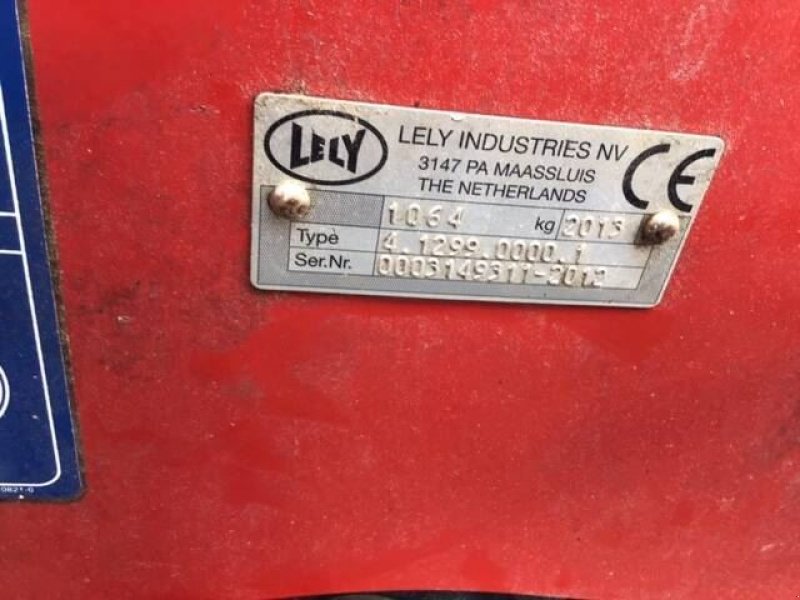 LELY
LELY INDUSTRIES NV
3147 PA MAASSLUIS
THE NETHERLANDS
CE
1064 kg 2013
Type 4.1299.0000.1
Ser.Nr. 0003149311-2012